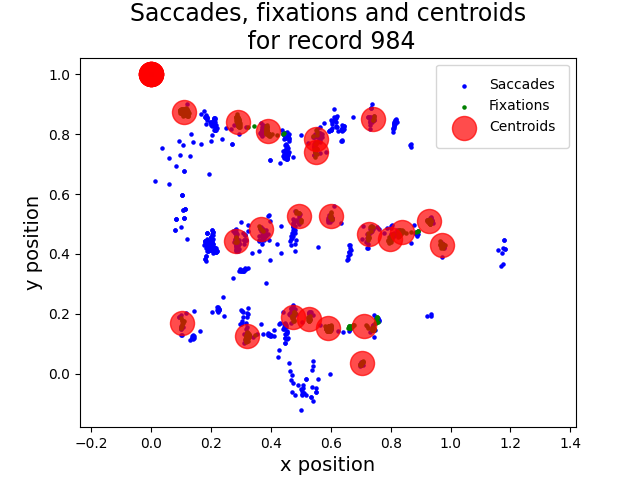 Saccades, fixations and centroids
for record 984
Saccades
Fixations
Centroids
y position
1.0
0.8
0.6
0.4
0.2
0.0
−0.2 0.0 0.2 0.4 0.6 0.8 1.0 1.2 1.4
x position